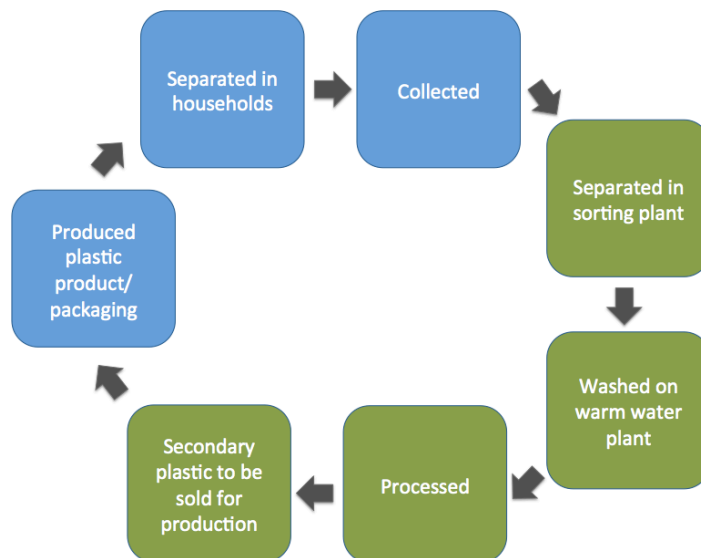 Separated in
households
Collected
Separated in
sorting plant
Washed on
warm water
plant
Processed
Secondary
plastic to be
sold for
production
Produced
plastic
product/
packaging